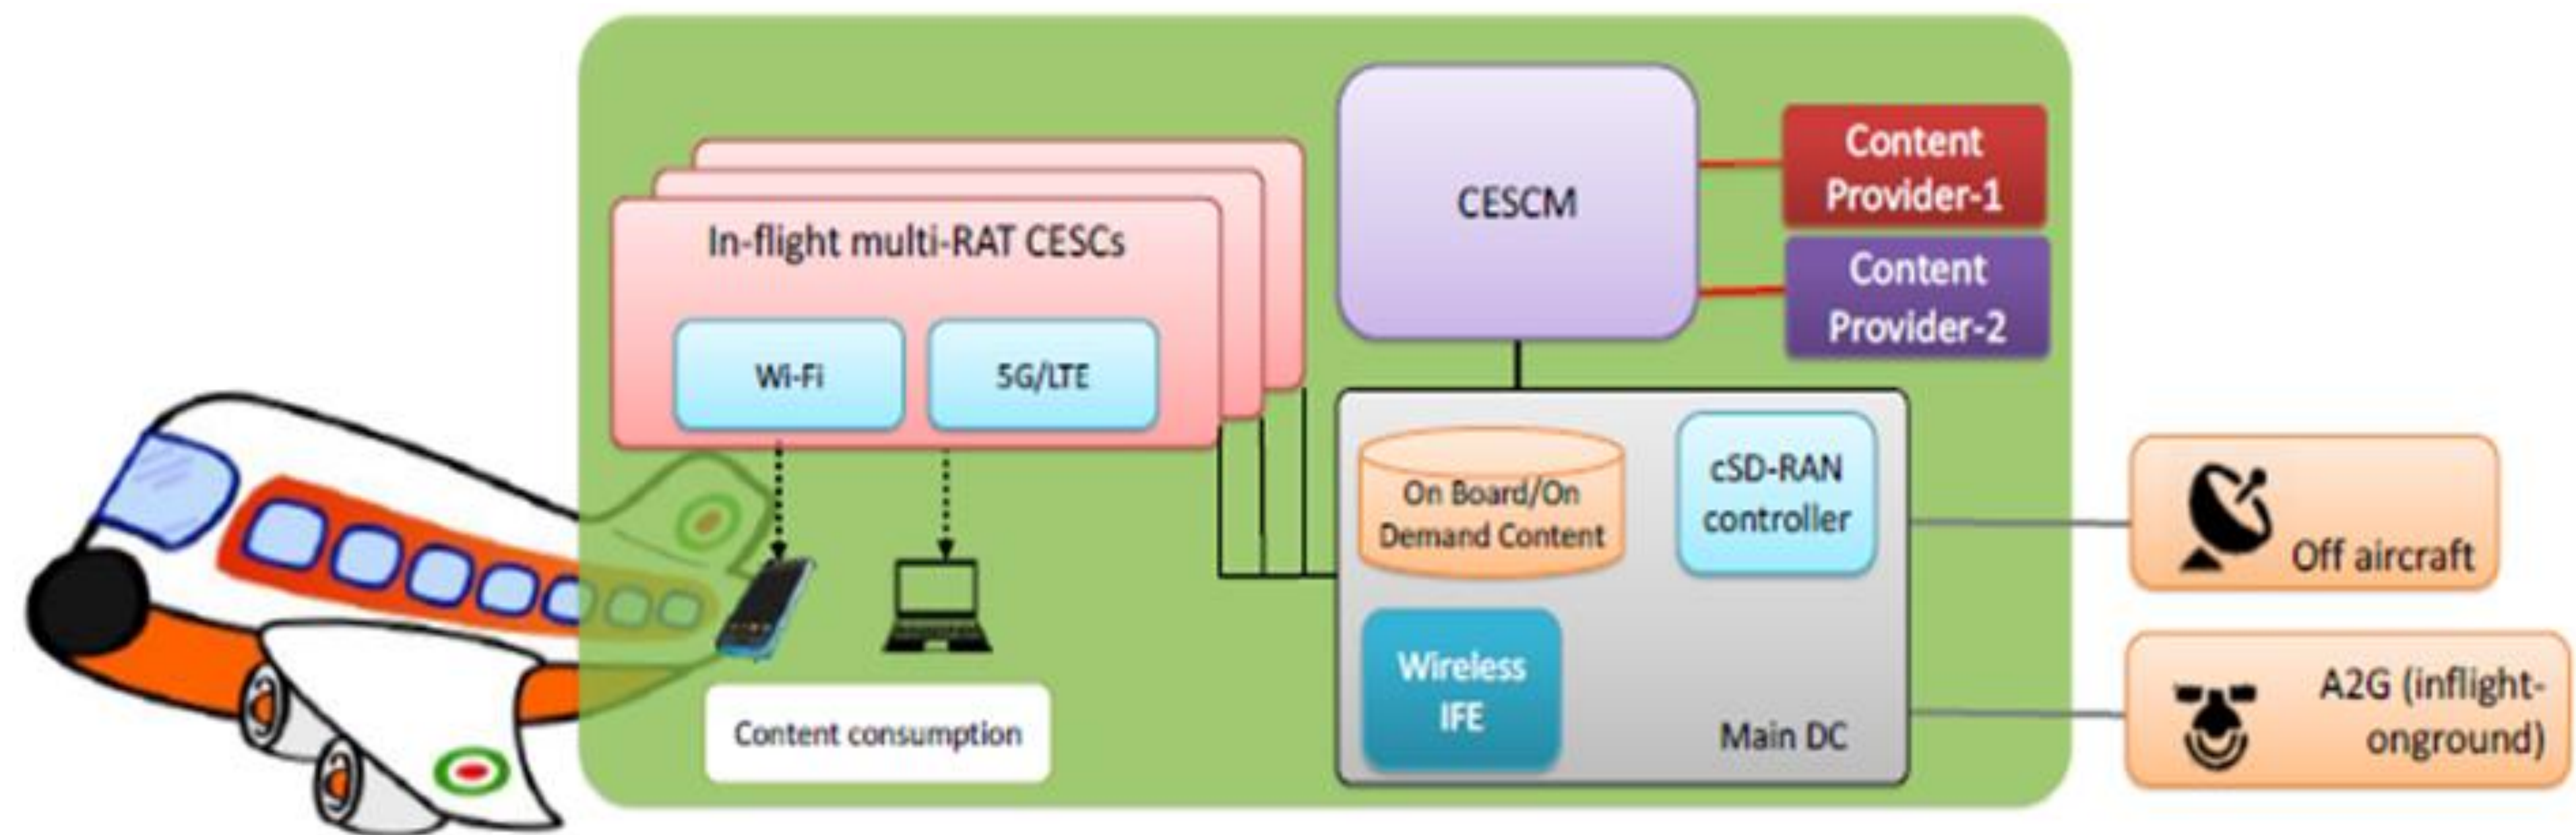 In-flight multi-RAT CESCs
Wi-Fi
5G/LTE
Content consumption
CESCM
Content
Provider-1
Content
Provider-2
On Board/On
Demand Content
cSD-RAN
controller
Wireless
IFE
Main DC
Off aircraft
A2G (inflight-
onground)